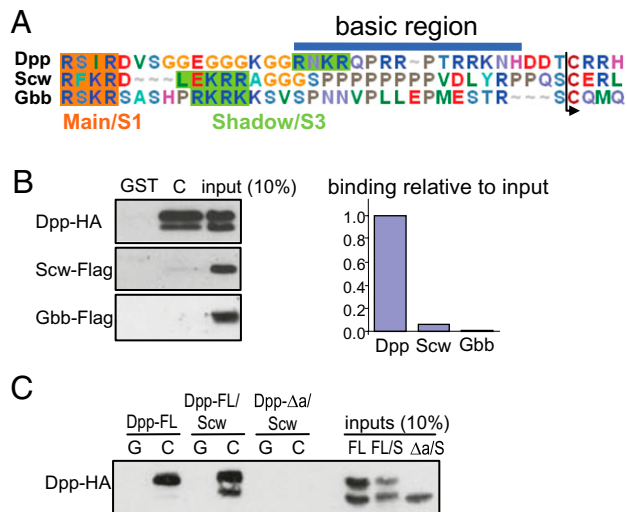 A
basic region
Dpp RSIRDVSGGEGGGKGGRNKRQPRR~PTRRKNHDDTCRRH
Scw RFKRD~~~LEKRRAGGGSPPPPPPPPVDLYRPPQSCERL
Gbb RSKRSASHPRKRKKSVSPNNVPLLEPMESTR~~~SCQMQ
Main/S1 Shadow/S3
B
GST C input (10%)
Dpp-HA
Scw-Flag
Gbb-Flag
binding relative to input
1.0
0.8
0.6
0.4
0.2
0.0
Dpp Scw Gbb
C
Dpp-FL Dpp-FL/Scw Dpp-Δa/Scw inputs (10%)
G C G C G C FL FL/S Δa/S
Dpp-HA